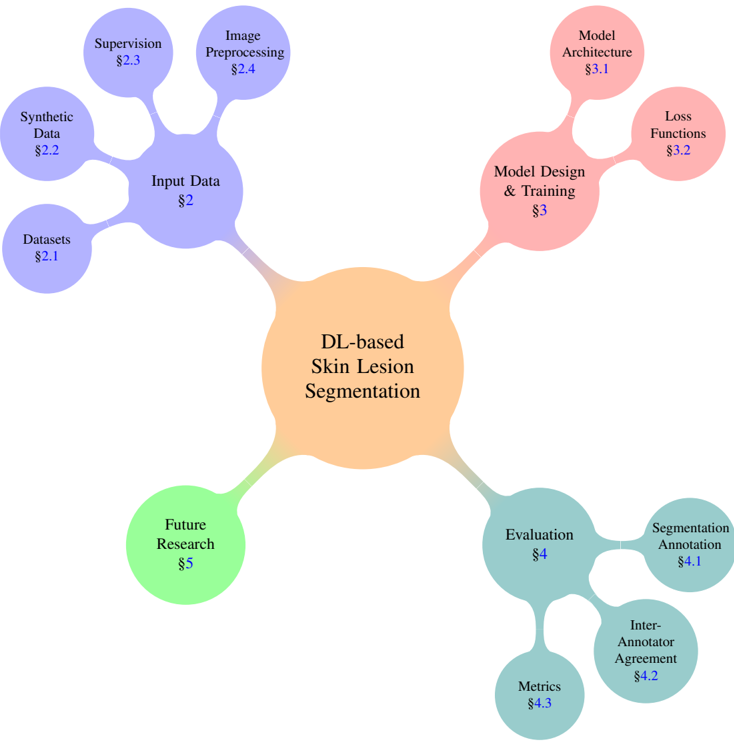 Supervision
§2.3
Image
Preprocessing
§2.4
Synthetic
Data
§2.2
Datasets
§2.1
Input Data
§2
Model
Architecture
§3.1
Loss
Functions
§3.2
Model Design
& Training
§3
DL-based
Skin Lesion
Segmentation
Future
Research
§5
Evaluation
§4
Segmentation
Annotation
§4.1
Inter-
Annotator
Agreement
§4.2
Metrics
§4.3